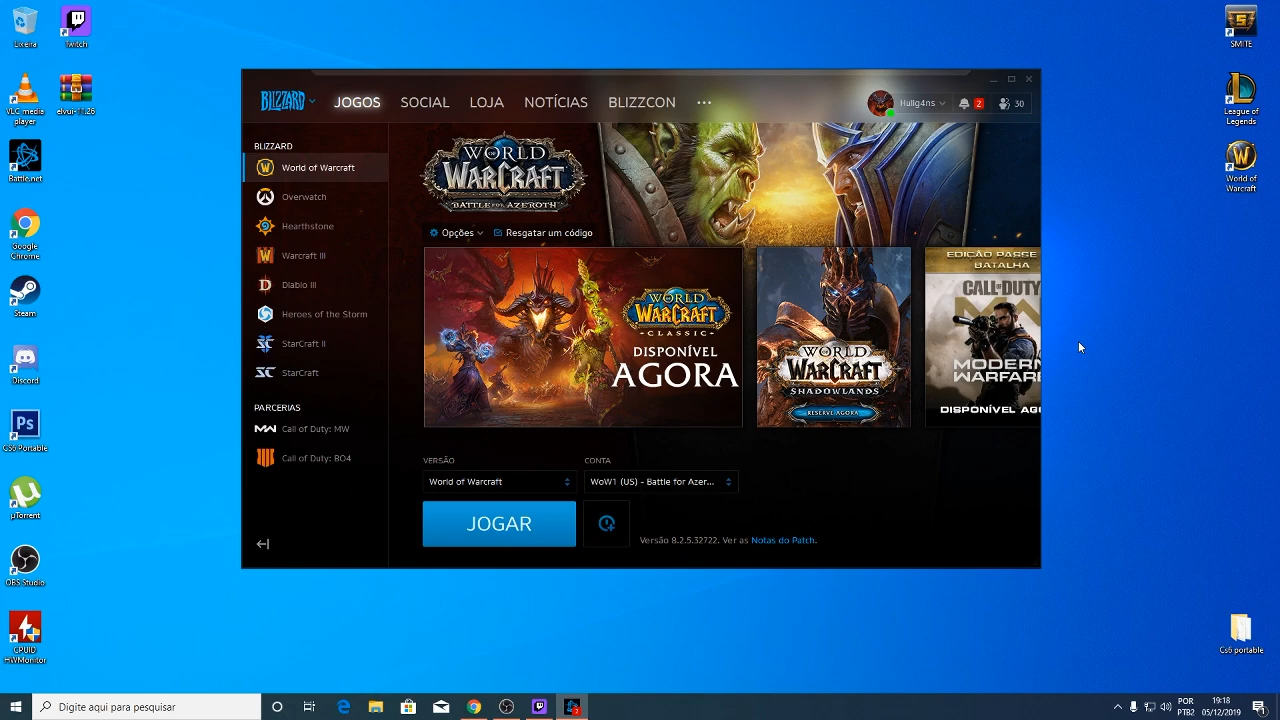 Lixeira
Twitch
VLC media
player
elvui-11.26
Battle.net
Google
Chrome
Steam
Discord
Ps
CS6 Portable
µTorrent
OBS Studio
CPUID
HWMonitor
SMITE
League of
Legends
World of
Warcraft
Cs6 portable
BLIZZARD
JOGOS
SOCIAL
LOJA
NOTÍCIAS
BLIZZCON
Hulig4ns
2
30
BLIZZARD
World of Warcraft
Overwatch
Hearthstone
Warcraft III
Diablo III
Heroes of the Storm
StarCraft II
StarCraft
PARCERIAS
Call of Duty: MW
Call of Duty: BO4
WORLD
OF
WARCRAFT
BATTLE FOR AZEROTH
Opções
Resgatar um código
WORLD
OF
WARCRAFT
CLASSIC
DISPONÍVEL
AGORA
WORLD
OF
WARCRAFT
SHADOWLANDS
RESERVE AGORA
EDIÇÃO PASSE
BATALHA
CALL OF DUTY
MODERN
WARFARE
DISPONÍVEL AGO
VERSÃO
CONTA
World of Warcraft
WoW1 (US) - Battle for Azer...
JOGAR
Versão 8.2.5.32722. Ver as Notas do Patch.
Digite aqui para pesquisar
2
POR
PTB2
19:18
05/12/2019